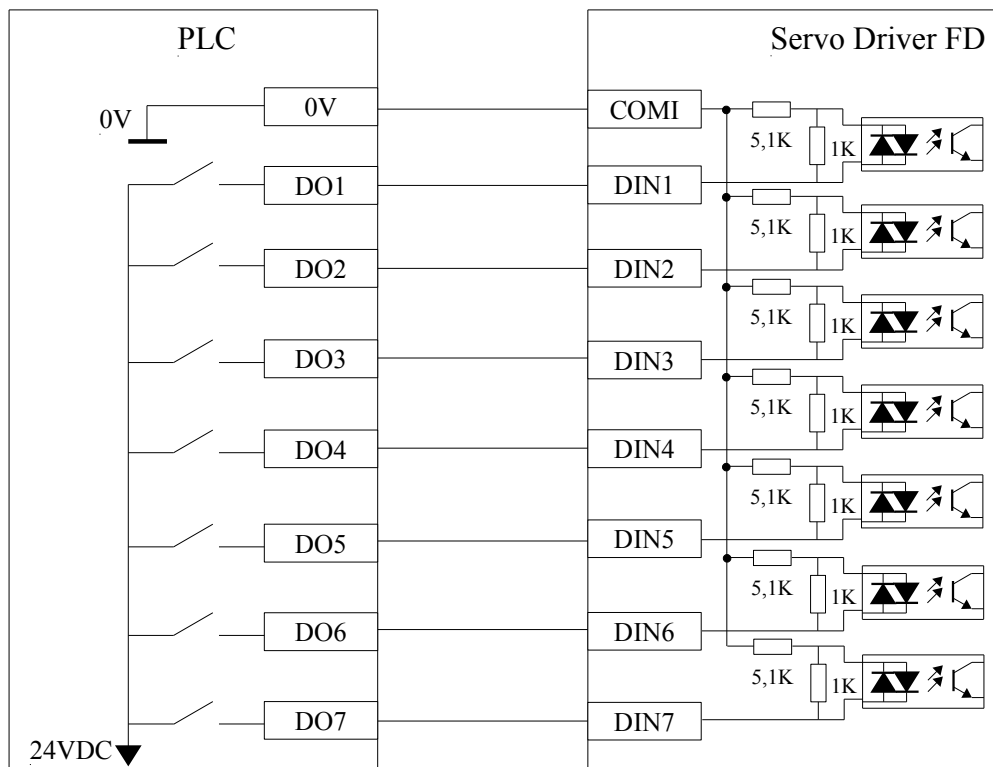 PLC
Servo Driver FD
0V
0V
COMI
5,1K
1K
DO1
DIN1
5,1K
1K
DO2
DIN2
5,1K
1K
DO3
DIN3
5,1K
1K
DO4
DIN4
5,1K
1K
DO5
DIN5
5,1K
1K
DO6
DIN6
5,1K
1K
DO7
DIN7
24VDC